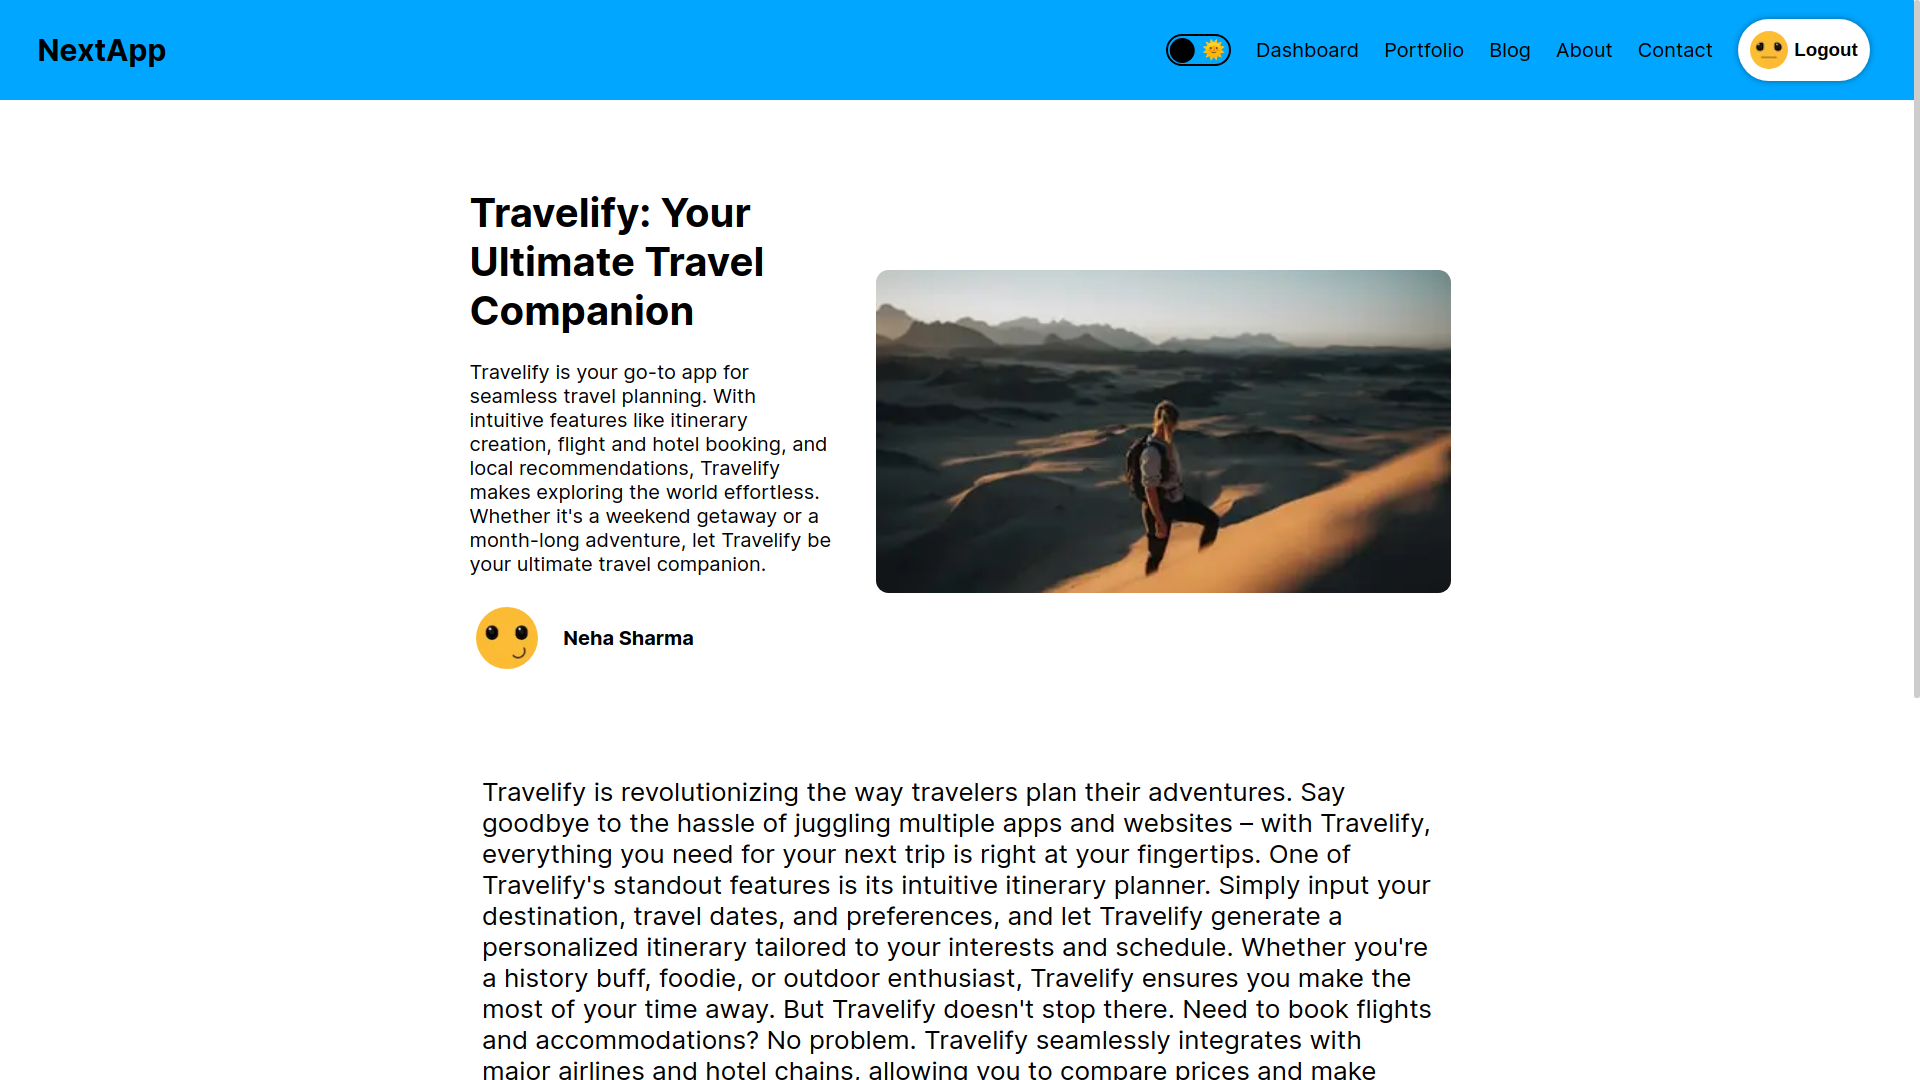 NextApp
Dashboard
Portfolio
Blog
About
Contact
Logout
Travelify: Your
Ultimate Travel
Companion
Travelify is your go-to app for
seamless travel planning. With
intuitive features like itinerary
creation, flight and hotel booking, and
local recommendations, Travelify
makes exploring the world effortless.
Whether it's a weekend getaway or a
month-long adventure, let Travelify be
your ultimate travel companion.
Neha Sharma
Travelify is revolutionizing the way travelers plan their adventures. Say
goodbye to the hassle of juggling multiple apps and websites – with Travelify,
everything you need for your next trip is right at your fingertips. One of
Travelify's standout features is its intuitive itinerary planner. Simply input your
destination, travel dates, and preferences, and let Travelify generate a
personalized itinerary tailored to your interests and schedule. Whether you're
a history buff, foodie, or outdoor enthusiast, Travelify ensures you make the
most of your time away. But Travelify doesn't stop there. Need to book flights
and accommodations? No problem. Travelify seamlessly integrates with
major airlines and hotel chains, allowing you to compare prices and make